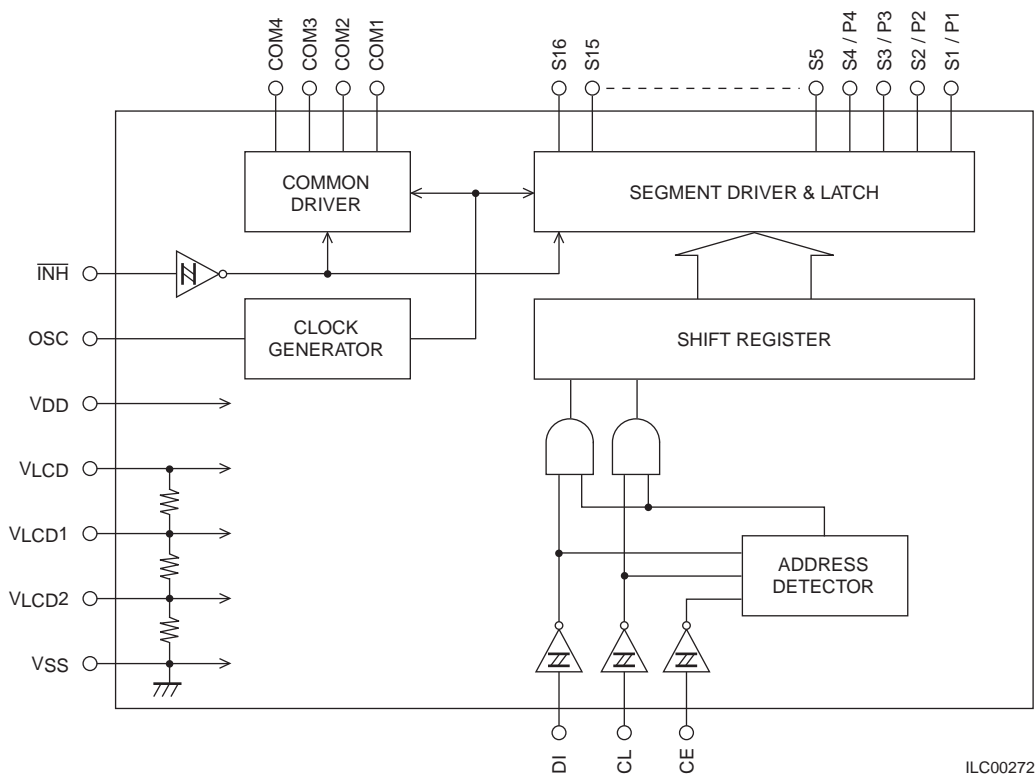 COM4
COM3
COM2
COM1
S16
S15
S5
S4 / P4
S3 / P3
S2 / P2
S1 / P1
COMMON
DRIVER
SEGMENT DRIVER & LATCH
INH
OSC
CLOCK
GENERATOR
SHIFT REGISTER
VDD
VLCD
VLCD1
VLCD2
VSS
ADDRESS
DETECTOR
DI
CL
CE
ILC00272